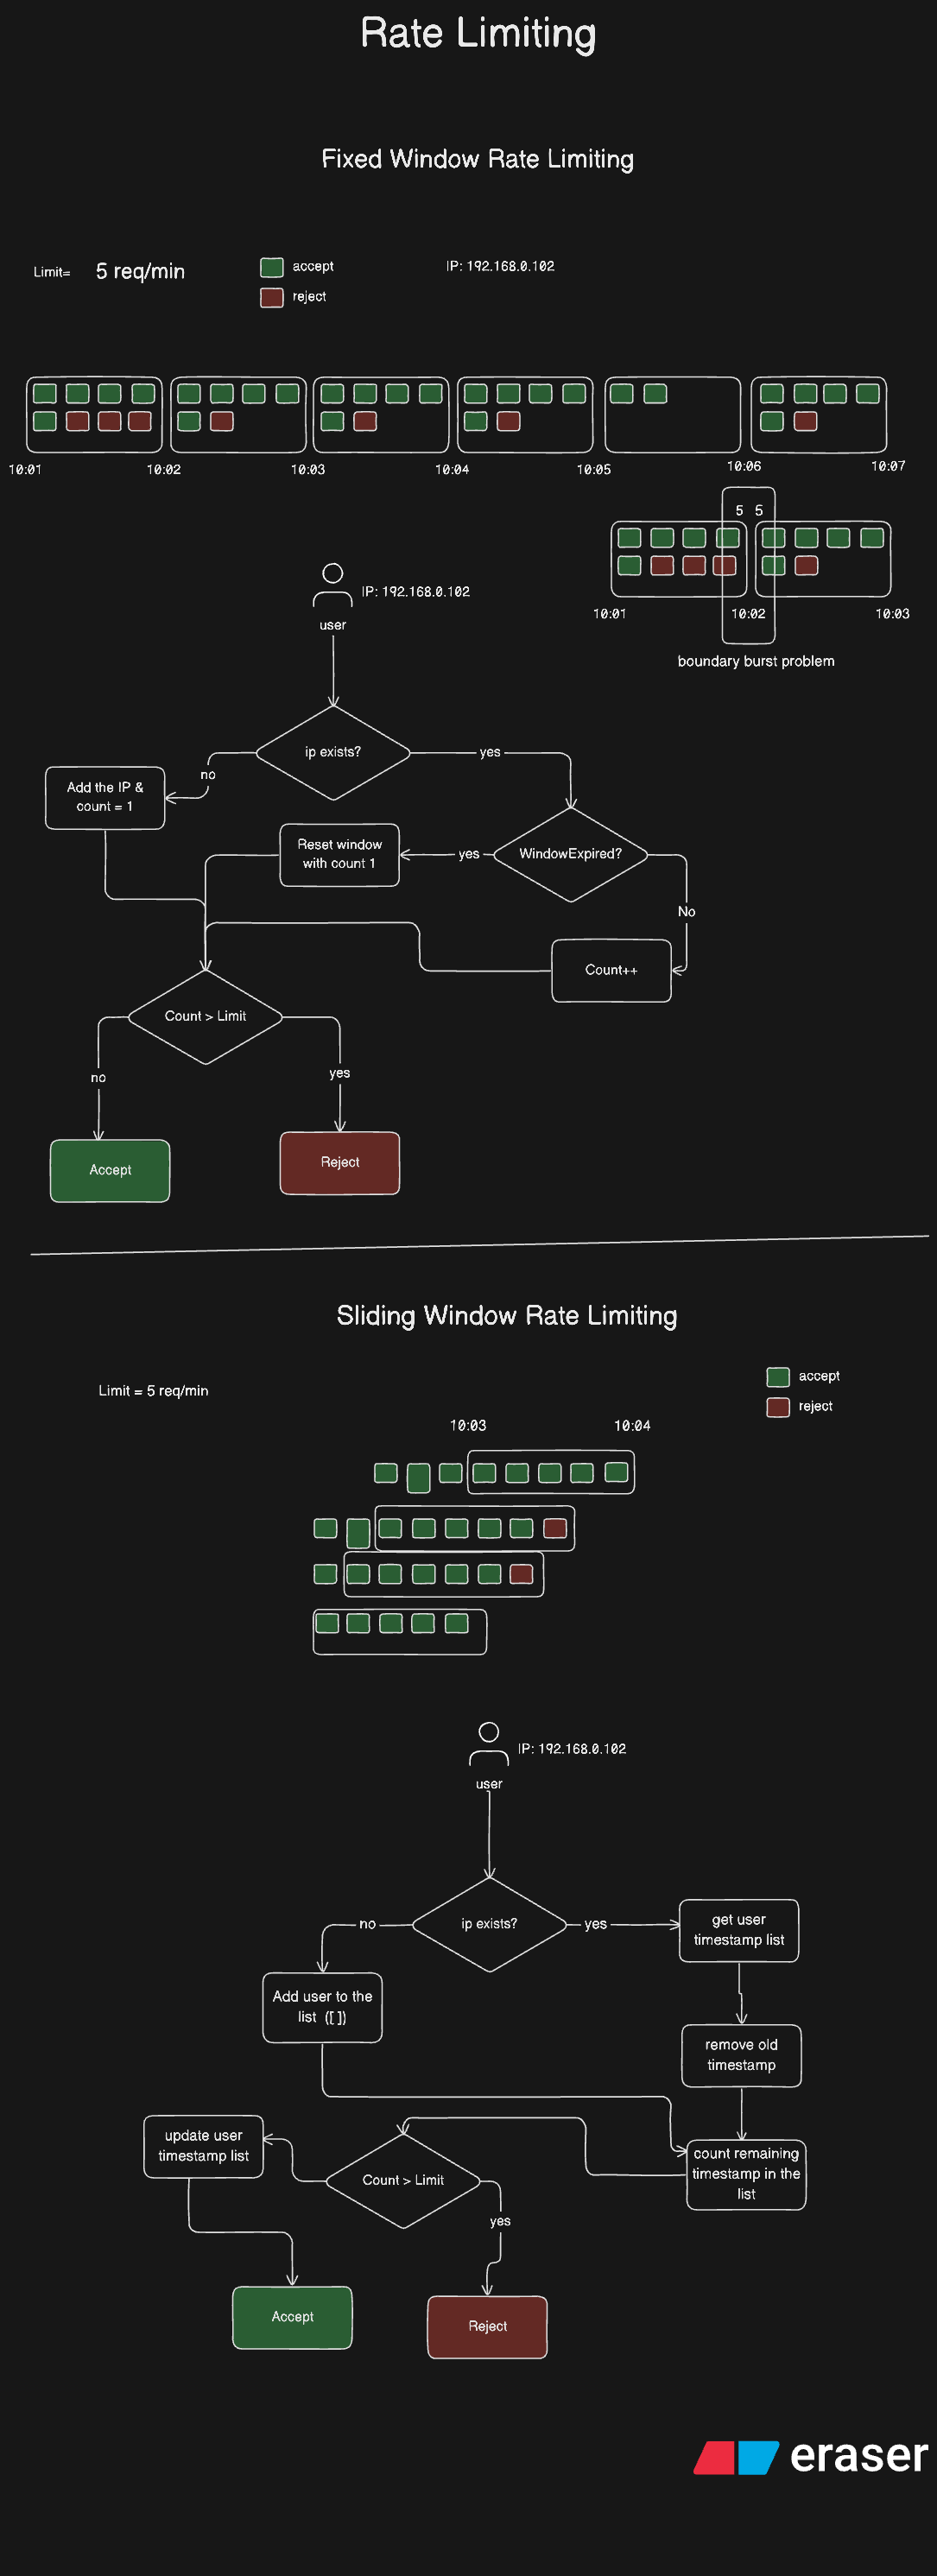 Rate Limiting
Fixed Window Rate Limiting
Limit=
5 req/min
accept
IP: 192.168.0.102
reject
10:01
10:02
10:03
10:04
10:05
10:06
10:07
5 5
10:01
10:02
10:03
boundary burst problem
IP: 192.168.0.102
user
ip exists?
yes
no
Add the IP &
count = 1
Reset window
with count 1
yes
WindowExpired?
No
Count++
Count > Limit
no
yes
Accept
Reject
Sliding Window Rate Limiting
Limit = 5 req/min
accept
reject
10:03
10:04
IP: 192.168.0.102
user
ip exists?
no
yes
get user
timestamp list
Add user to the
list ([ ])
remove old
timestamp
update user
timestamp list
Count > Limit
count remaining
timestamp in the
list
yes
Accept
Reject
eraser